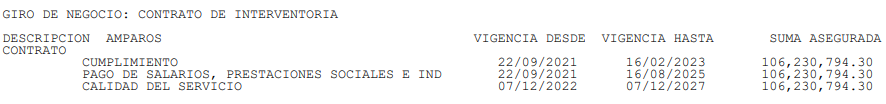 GIRO DE NEGOCIO: CONTRATO DE INTERVENTORIA
DESCRIPCION AMPAROS VIGENCIA DESDE VIGENCIA HASTA SUMA ASEGURADA
CONTRATO
CUMPLIMIENTO 22/09/2021 16/02/2023 106,230,794.30
PAGO DE SALARIOS, PRESTACIONES SOCIALES E IND 22/09/2021 16/08/2025 106,230,794.30
CALIDAD DEL SERVICIO 07/12/2022 07/12/2027 106,230,794.30